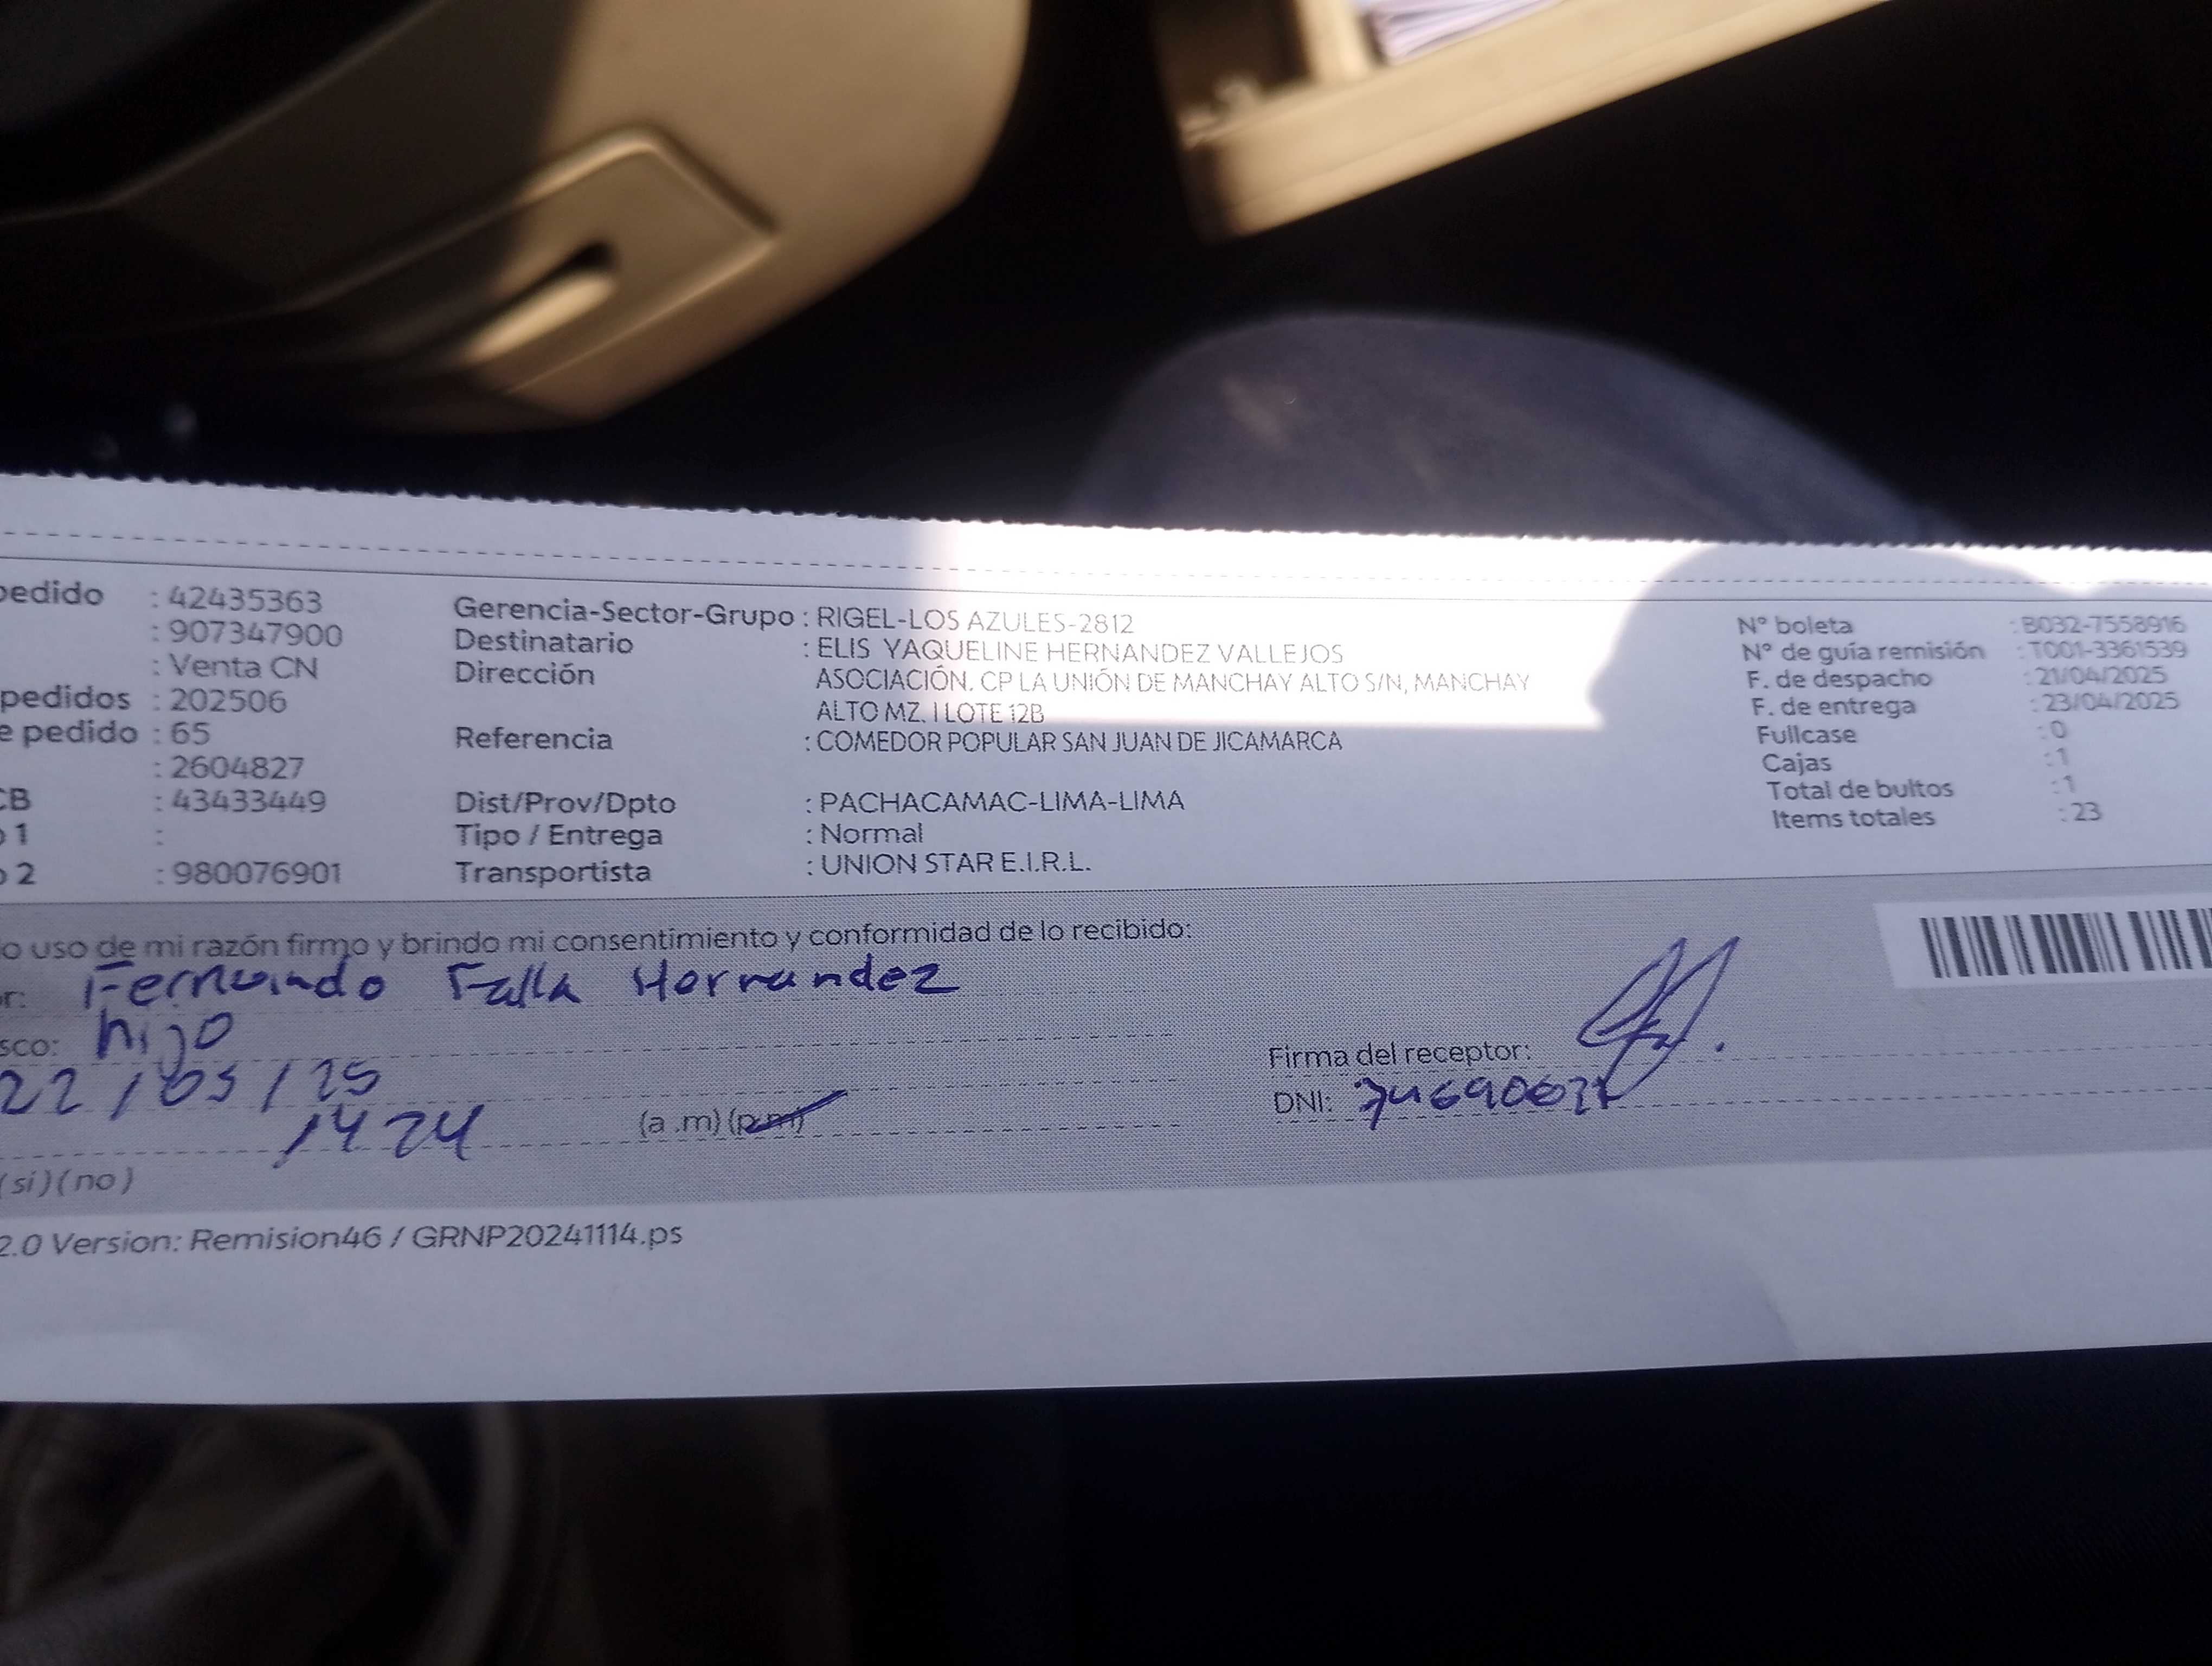 pedido : 42435363
: 907347900
: Venta CN
pedidos : 202506
e pedido : 65
: 2604827
CB : 43433449
o 1 :
o 2 : 980076901
Gerencia-Sector-Grupo : RIGEL-LOS AZULES-2812
Destinatario : ELIS YAQUELINE HERNANDEZ VALLEJOS
Dirección ASOCIACIÓN. CP LA UNIÓN DE MANCHAY ALTO S/N, MANCHAY
ALTO MZ. I LOTE 12B
Referencia : COMEDOR POPULAR SAN JUAN DE JICAMARCA
Dist/Prov/Dpto : PACHACAMAC-LIMA-LIMA
Tipo / Entrega : Normal
Transportista : UNION STAR E.I.R.L.
N° boleta : B032-7558916
N° de guía remisión : T001-3361539
F. de despacho : 21/04/2025
F. de entrega : 23/04/2025
Fullcase : 0
Cajas : 1
Total de bultos : 1
Items totales : 23
o uso de mi razón firmo y brindo mi consentimiento y conformidad de lo recibido:
r: Fernando Falla Hernandez
sco: hijo
22 / 05 / 25
1424 (a .m) (p.m)
Firma del receptor:
DNI:
(si) (no)
2.0 Version: Remision46 / GRNP20241114.ps